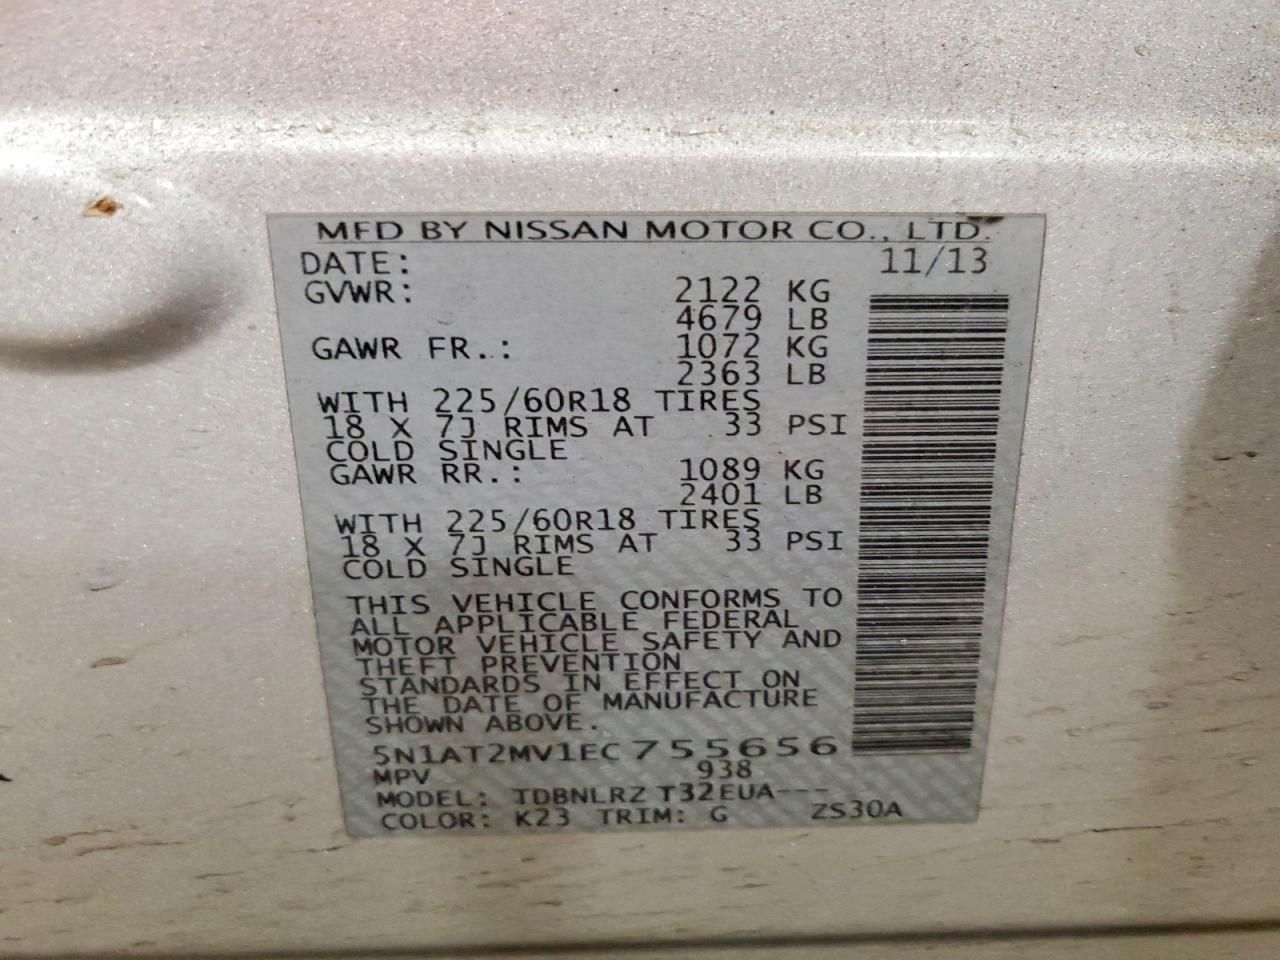 MFD BY NISSAN MOTOR CO., LTD.
DATE: 11/13
GVWR: 2122 KG
4679 LB
GAWR FR.: 1072 KG
2363 LB
WITH 225/60R18 TIRES
18 X 7J RIMS AT 33 PSI
COLD SINGLE
GAWR RR.: 1089 KG
2401 LB
WITH 225/60R18 TIRES
18 X 7J RIMS AT 33 PSI
COLD SINGLE
THIS VEHICLE CONFORMS TO
ALL APPLICABLE FEDERAL
MOTOR VEHICLE SAFETY AND
THEFT PREVENTION
STANDARDS IN EFFECT ON
THE DATE OF MANUFACTURE
SHOWN ABOVE.
5N1AT2MV1EC755656
MPV 938
MODEL: TDBNLRZ T32EUA---
COLOR: K23 TRIM: G ZS30A